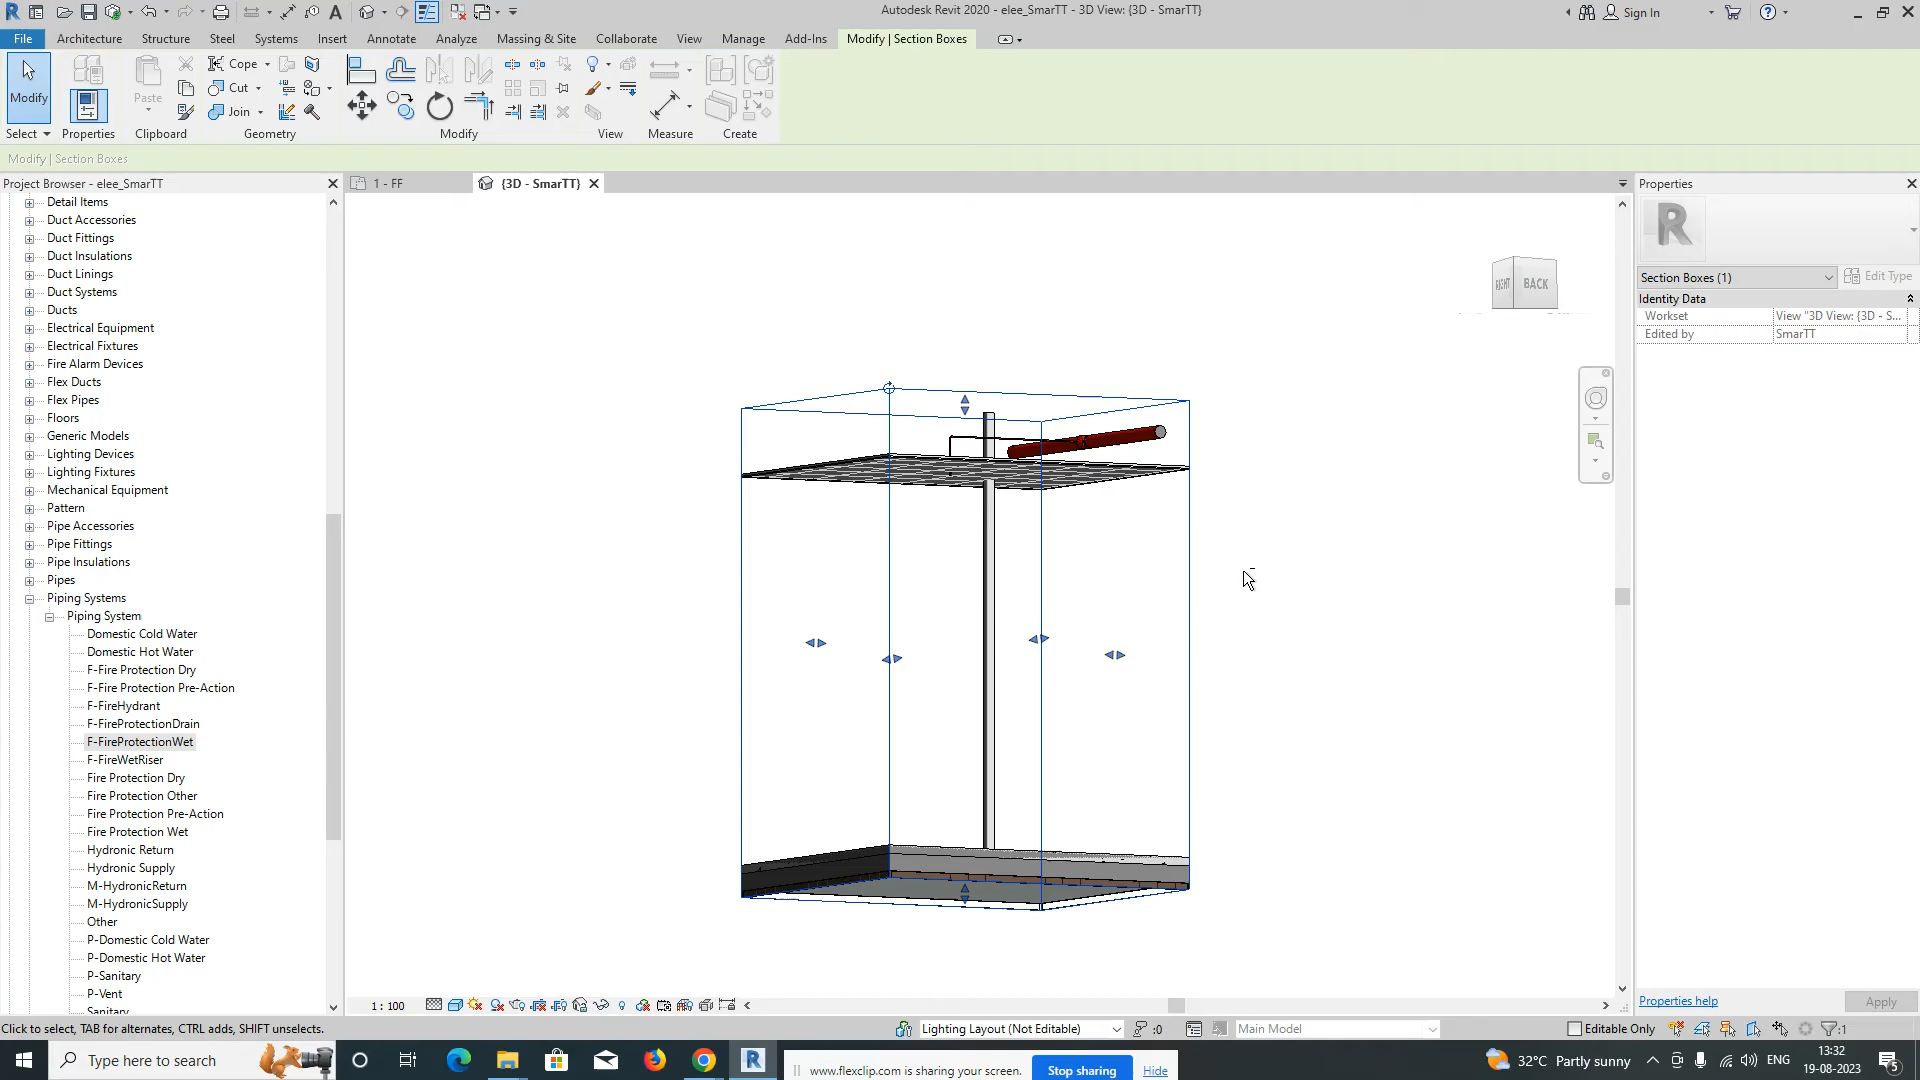 Autodesk Revit 2020 - elee_SmarTT - 3D View: {3D - SmarTT}
Sign In
File
Architecture
Structure
Steel
Systems
Insert
Annotate
Analyze
Massing & Site
Collaborate
View
Manage
Add-Ins
Modify | Section Boxes
Modify
Paste
Cope
Cut
Join
Select
Properties
Clipboard
Geometry
Modify
View
Measure
Create
Modify | Section Boxes
Project Browser - elee_SmarTT
1 - FF
{3D - SmarTT}
Properties
Detail Items
Duct Accessories
Duct Fittings
Duct Insulations
Duct Linings
Duct Systems
Ducts
Electrical Equipment
Electrical Fixtures
Fire Alarm Devices
Flex Ducts
Flex Pipes
Floors
Generic Models
Lighting Devices
Lighting Fixtures
Mechanical Equipment
Pattern
Pipe Accessories
Pipe Fittings
Pipe Insulations
Pipes
Piping Systems
Piping System
Domestic Cold Water
Domestic Hot Water
F-Fire Protection Dry
F-Fire Protection Pre-Action
F-FireHydrant
F-FireProtectionDrain
F-FireProtectionWet
F-FireWetRiser
Fire Protection Dry
Fire Protection Other
Fire Protection Pre-Action
Fire Protection Wet
Hydronic Return
Hydronic Supply
M-HydronicReturn
M-HydronicSupply
Other
P-Domestic Cold Water
P-Domestic Hot Water
P-Sanitary
P-Vent
Sanitary
RIGHT
BACK
Section Boxes (1)
Edit Type
Identity Data
Workset
View "3D View: {3D - S...
Edited by
SmarTT
Properties help
Apply
1 : 100
Click to select, TAB for alternates, CTRL adds, SHIFT unselects.
:0
Lighting Layout (Not Editable)
Main Model
Editable Only
:1
Type here to search
www.flexclip.com is sharing your screen.
Stop sharing
Hide
32°C Partly sunny
ENG
13:32
19-08-2023
5